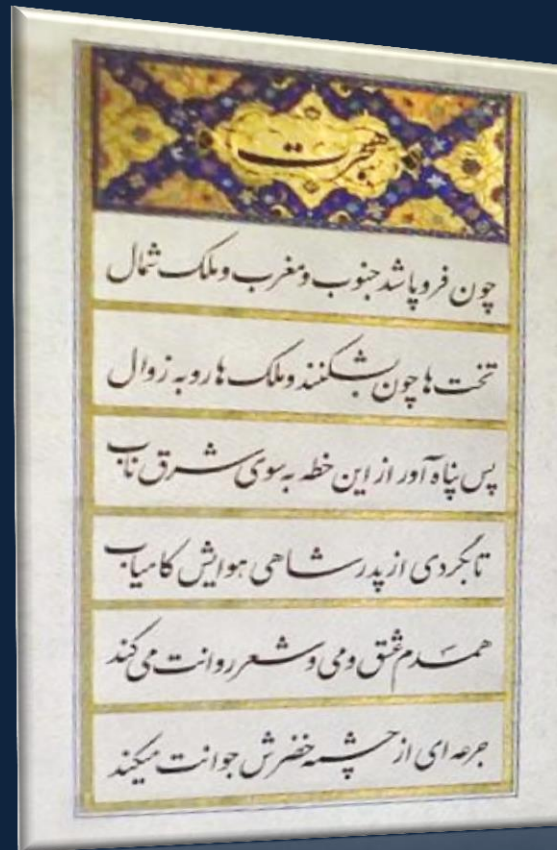 هجرت
چون فروپاشد جنوب و مغرب و ملک شمال
تخت ها چون بشکنند و ملک ها رو به زوال
پس پناه آور از این خطه به سوی شرق ناب
تا بگردی از پدر شاهی هوایش کامیاب
همدم عشق و می و شعر روانت می کند
جرعه ای از چشمه خضرش جوانت میکند